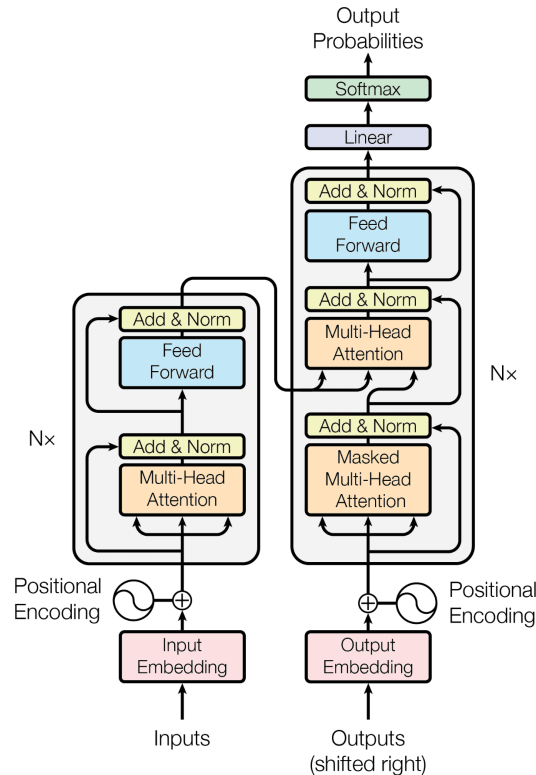 Output
Probabilities
Softmax
Linear
Add & Norm
Feed
Forward
Add & Norm
Multi-Head
Attention
Add & Norm
Masked
Multi-Head
Attention
N×
Add & Norm
Feed
Forward
Add & Norm
Multi-Head
Attention
N×
Positional
Encoding
Positional
Encoding
Input
Embedding
Output
Embedding
Inputs
Outputs
(shifted right)